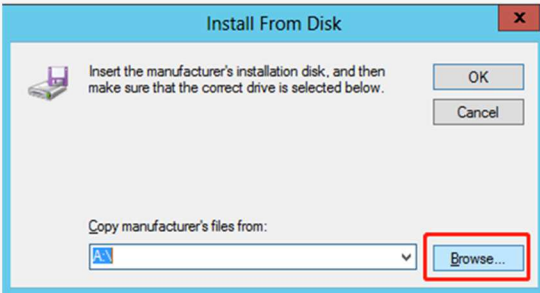 Install From Disk
x
Insert the manufacturer's installation disk, and then
make sure that the correct drive is selected below.
OK
Cancel
Copy manufacturer's files from:
A:\
Browse...